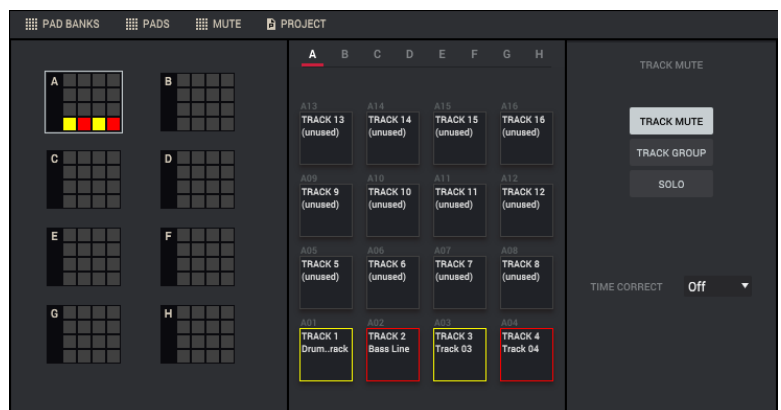 PAD BANKS PADS MUTE PROJECT
A B C D E F G H
TRACK MUTE
A
B
A13 A14 A15 A16
TRACK 13 TRACK 14 TRACK 15 TRACK 16
(unused) (unused) (unused) (unused)
TRACK MUTE
TRACK GROUP
SOLO
C
D
A09 A10 A11 A12
TRACK 9 TRACK 10 TRACK 11 TRACK 12
(unused) (unused) (unused) (unused)
E
F
A05 A06 A07 A08
TRACK 5 TRACK 6 TRACK 7 TRACK 8
(unused) (unused) (unused) (unused)
TIME CORRECT Off
G
H
A01 A02 A03 A04
TRACK 1 TRACK 2 TRACK 3 TRACK 4
Drum..rack Bass Line Track 03 Track 04